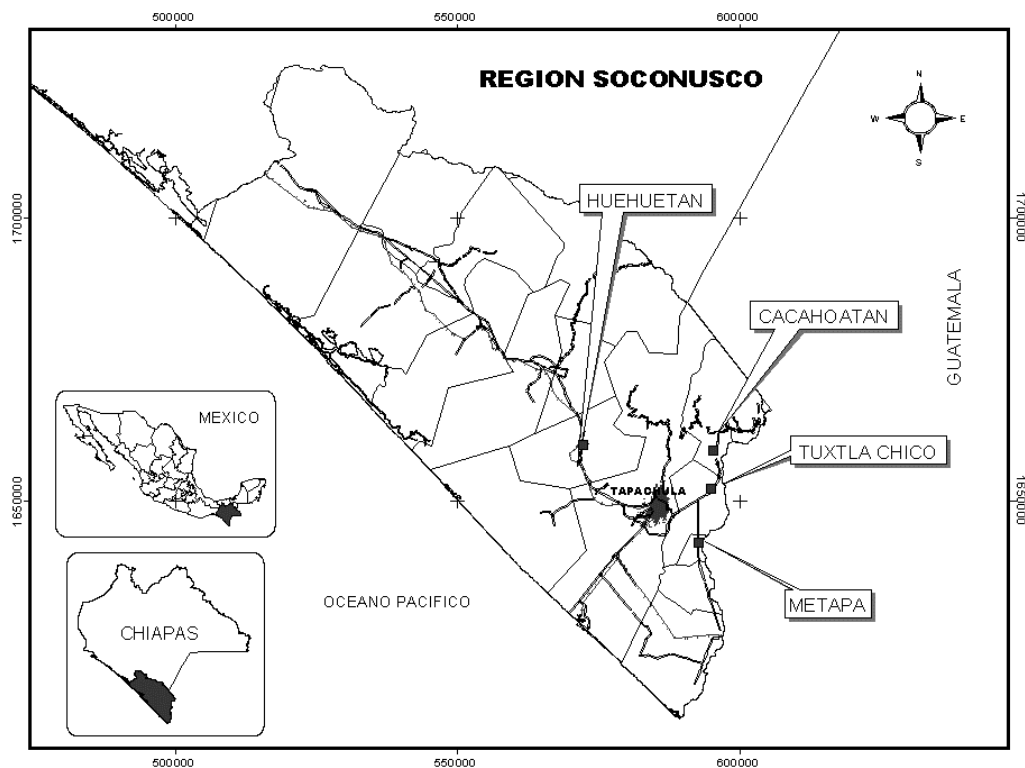 500000
550000
600000
REGION SOCONUSCO
N
W
E
S
HUEHUETAN
1700000
1700000
CACAHOATAN
GUATEMALA
MEXICO
TUXTLA CHICO
TAPACHULA
1650000
1650000
OCEANO PACIFICO
METAPA
CHIAPAS
500000
550000
600000